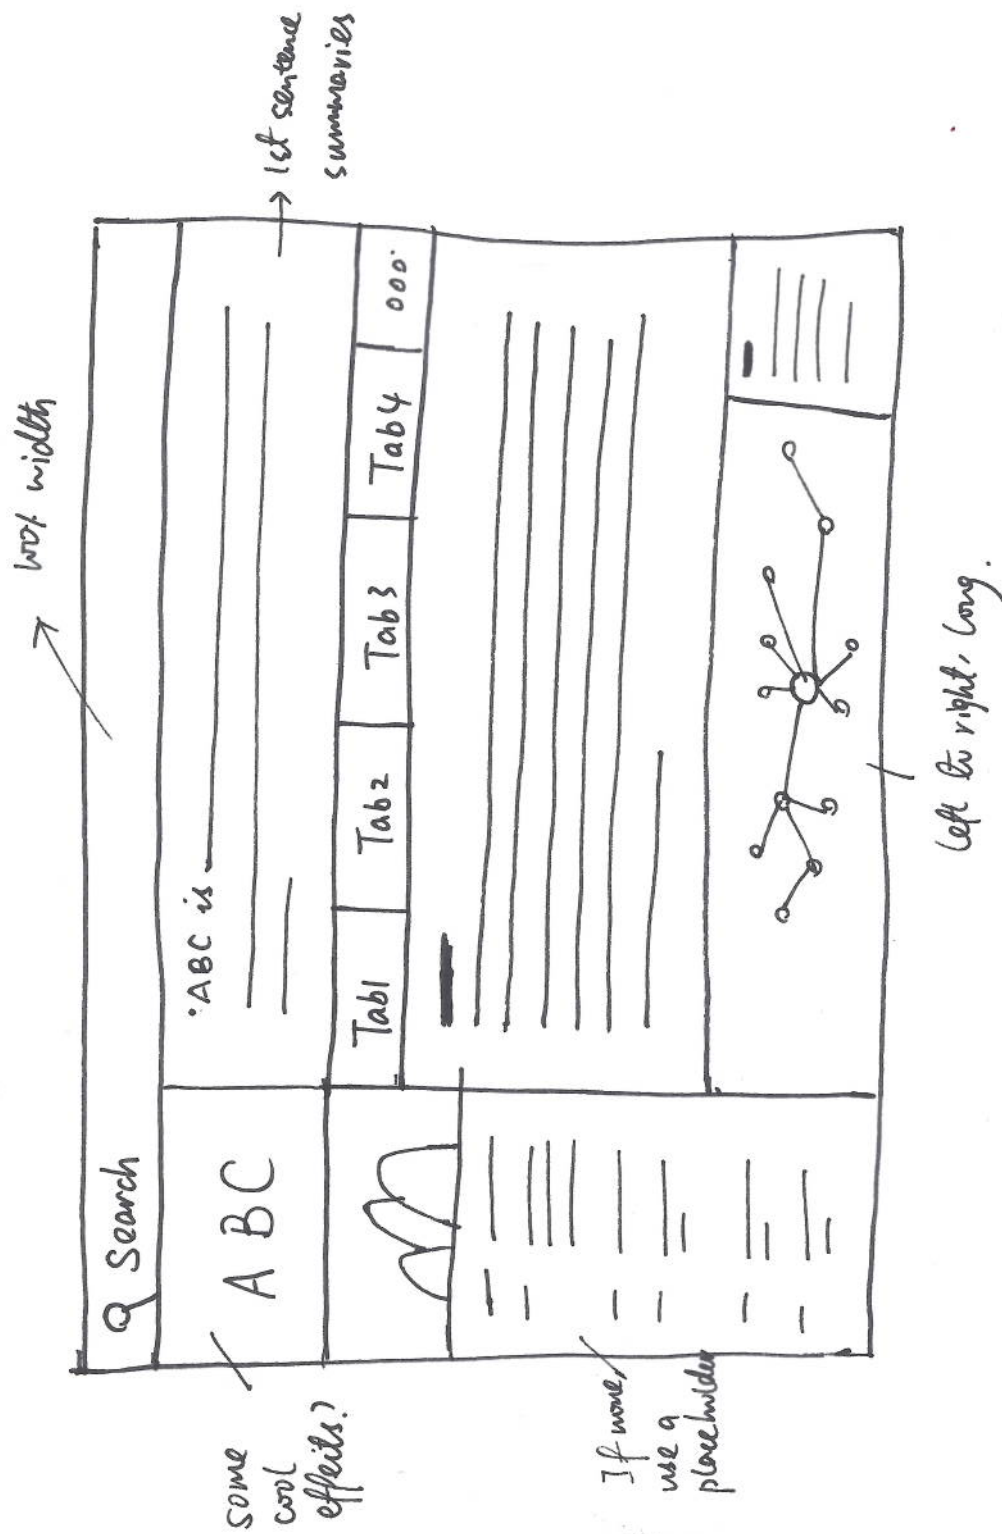 100% width
Search
ABC
•ABC is
→ 1st sentence
summaries
Tab1
Tab2
Tab3
Tab4
ooo
some
cool
effects?
If none,
use a
placeholder
left to right, long.